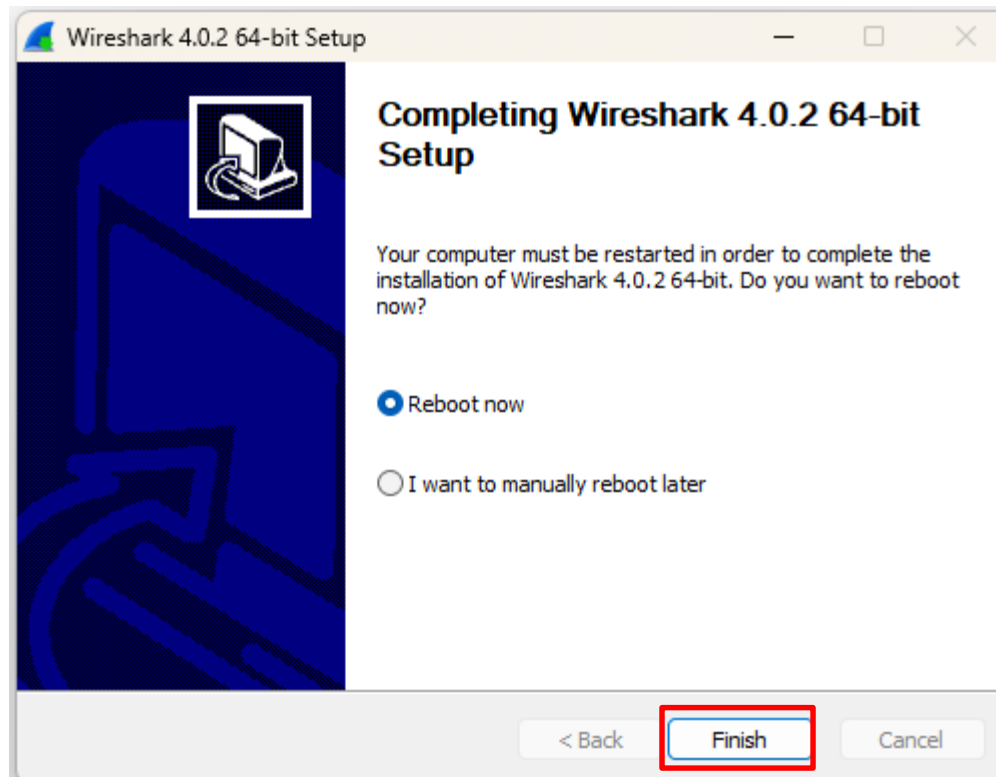 Wireshark 4.0.2 64-bit Setup
Completing Wireshark 4.0.2 64-bit
Setup
Your computer must be restarted in order to complete the
installation of Wireshark 4.0.2 64-bit. Do you want to reboot
now?
Reboot now
I want to manually reboot later
< Back Finish Cancel